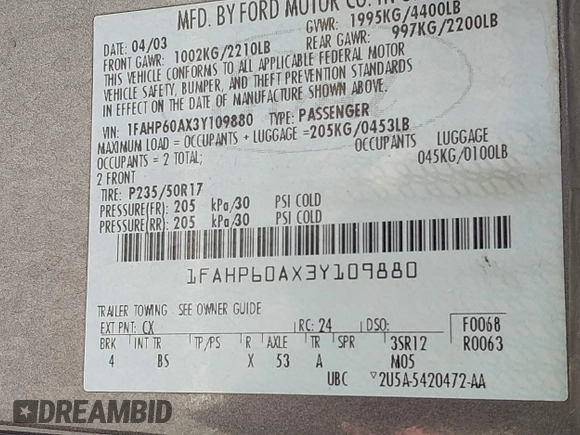 MFD. BY FORD MOTOR CO. IN
DATE: 04/03 GVWR: 1995KG/4400LB
FRONT GAWR: 1002KG/2210LB REAR GAWR: 997KG/2200LB
THIS VEHICLE CONFORMS TO ALL APPLICABLE FEDERAL MOTOR
VEHICLE SAFETY, BUMPER, AND THEFT PREVENTION STANDARDS
IN EFFECT ON THE DATE OF MANUFACTURE SHOWN ABOVE.
VIN: 1FAHP60AX3Y109880 TYPE: PASSENGER
MAXIMUM LOAD = OCCUPANTS + LUGGAGE =205KG/0453LB
OCCUPANTS = 2 TOTAL; OCCUPANTS LUGGAGE
2 FRONT 045KG/0100LB
TIRE: P235/50R17
PRESSURE(FR): 205 kPa/30 PSI COLD
PRESSURE(RR): 205 kPa/30 PSI COLD
1FAHP60AX3Y109880
TRAILER TOWING - SEE OWNER GUIDE
EXT PNT: CX RC: 24 DSO: F0068
BRK INT TR TP/PS R AXLE TR SPR 3SR12 R0063
4 BS X 53 A M05
UBC ▽2U5A-5420472-AA
DREAMBID